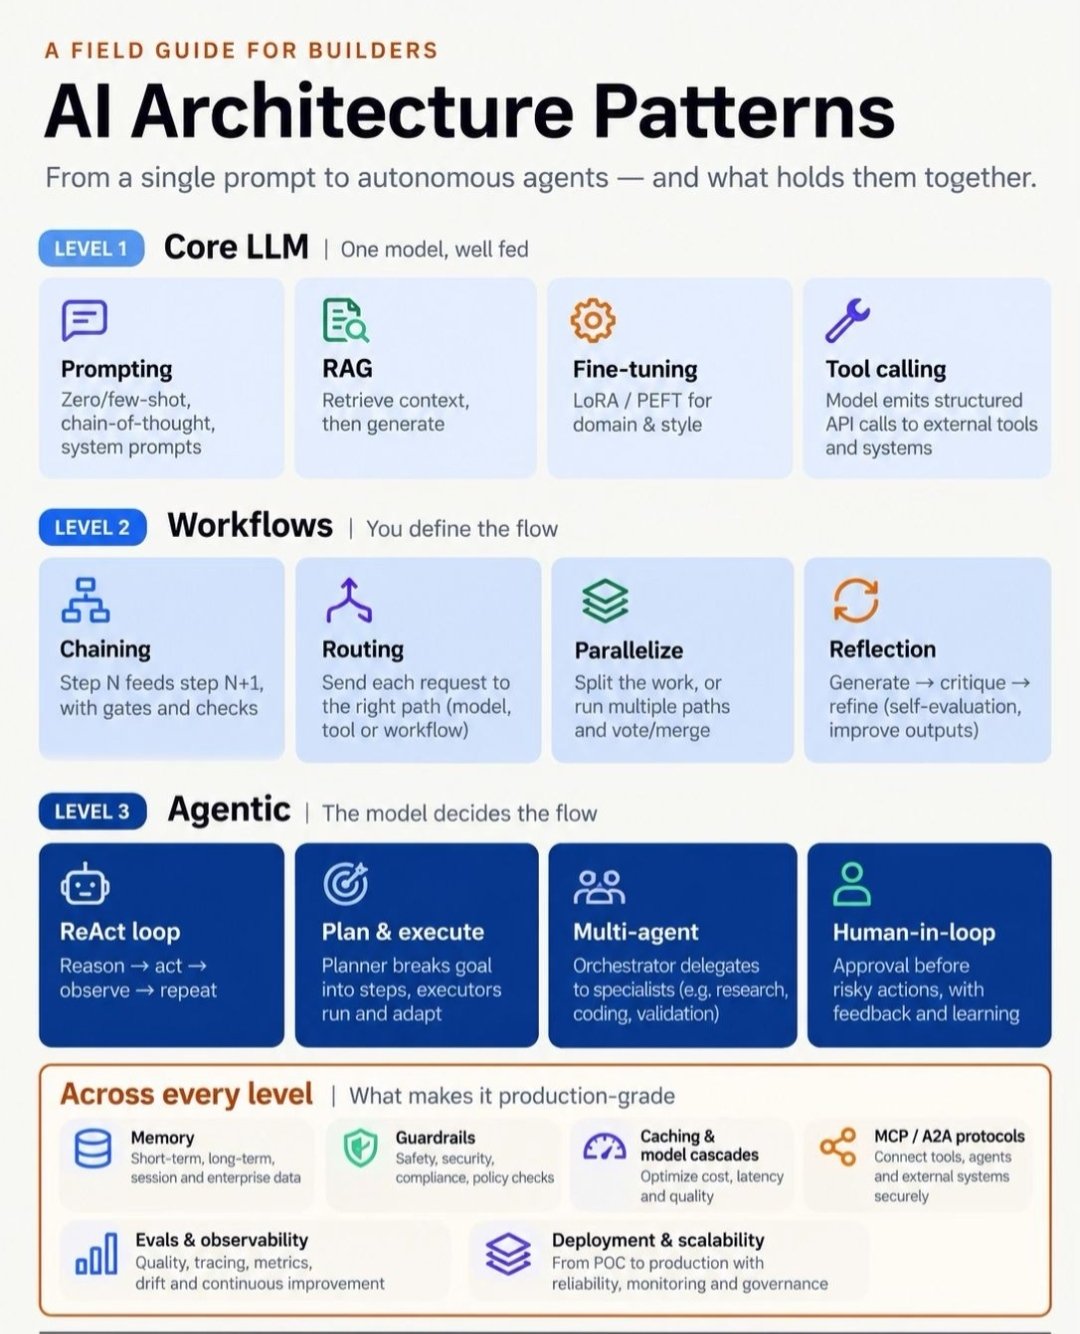 A FIELD GUIDE FOR BUILDERS
AI Architecture Patterns
From a single prompt to autonomous agents — and what holds them together.
LEVEL 1 Core LLM | One model, well fed
Prompting
Zero/few-shot,
chain-of-thought,
system prompts
RAG
Retrieve context,
then generate
Fine-tuning
LoRA / PEFT for
domain & style
Tool calling
Model emits structured
API calls to external tools
and systems
LEVEL 2 Workflows | You define the flow
Chaining
Step N feeds step N+1,
with gates and checks
Routing
Send each request to
the right path (model,
tool or workflow)
Parallelize
Split the work, or
run multiple paths
and vote/merge
Reflection
Generate → critique →
refine (self-evaluation,
improve outputs)
LEVEL 3 Agentic | The model decides the flow
ReAct loop
Reason → act →
observe → repeat
Plan & execute
Planner breaks goal
into steps, executors
run and adapt
Multi-agent
Orchestrator delegates
to specialists (e.g. research,
coding, validation)
Human-in-loop
Approval before
risky actions, with
feedback and learning
Across every level | What makes it production-grade
Memory
Short-term, long-term,
session and enterprise data
Guardrails
Safety, security,
compliance, policy checks
Caching &
model cascades
Optimize cost, latency
and quality
MCP / A2A protocols
Connect tools, agents
and external systems
securely
Evals & observability
Quality, tracing, metrics,
drift and continuous improvement
Deployment & scalability
From POC to production with
reliability, monitoring and governance